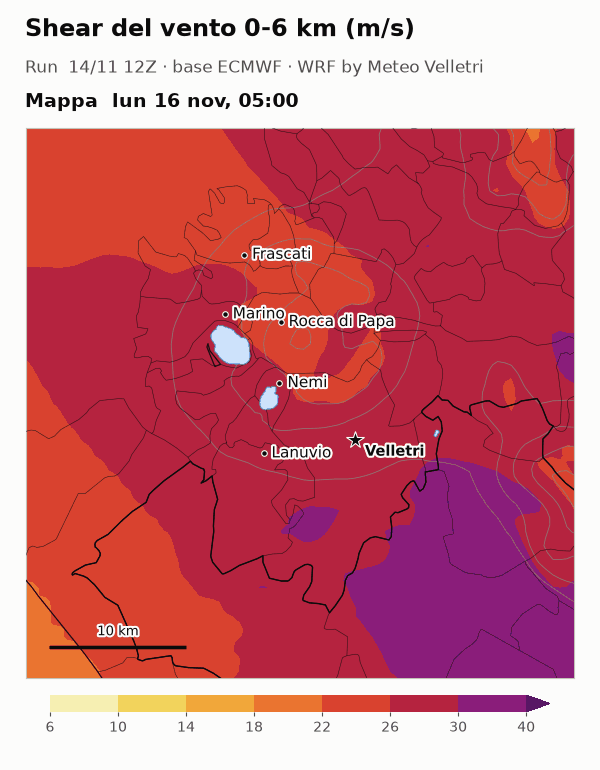 Shear del vento 0-6 km (m/s)
Run 14/11 12Z · base ECMWF · WRF by Meteo Velletri
Mappa lun 16 nov, 05:00
Frascati
Marino
Rocca di Papa
Nemi
Lanuvio
Velletri
10 km
6 10 14 18 22 26 30 40